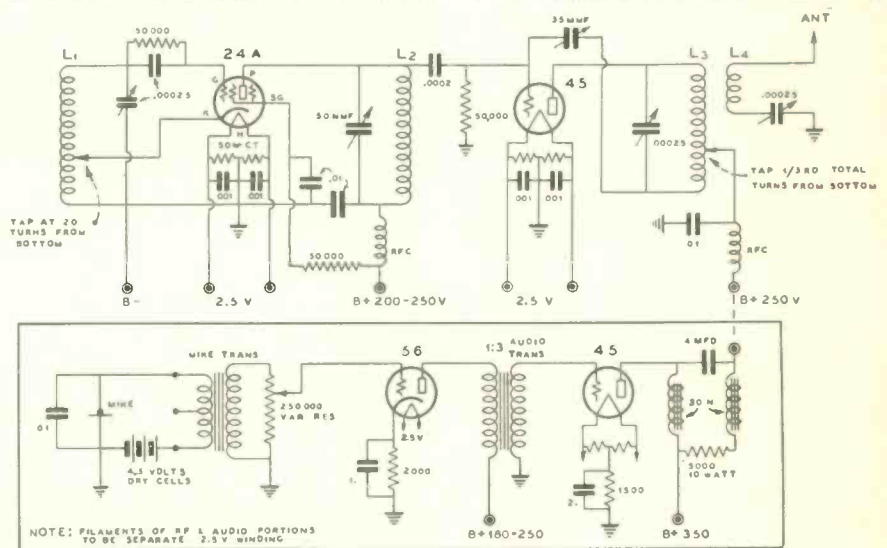 ANT
50,000
L1
24A
L2
.0002
35 MMF
L3
L4
.00025
G
P
SG
K
H
50 MMF
50,000
45
.00025
.00025
50 CT
.01
TAP 1/3RD TOTAL
TURNS FROM BOTTOM
.001
.001
.001
.001
TAP AT 20
TURNS FROM
BOTTOM
50,000
RFC
.01
RFC
B-
2.5 V
B+ 200-250V
2.5 V
B+ 250V
MIKE TRANS
56
1:3 AUDIO
TRANS
45
4 MFD
.01
MIKE
250,000
VAR RES
30 H
2.5V
4.5 VOLTS
DRY CELLS
1.
2000
2.
1500
5000
10 WATT
NOTE: FILAMENTS OF RF & AUDIO PORTIONS
TO BE SEPARATE 2.5 V WINDING
B+180-250
B+ 350